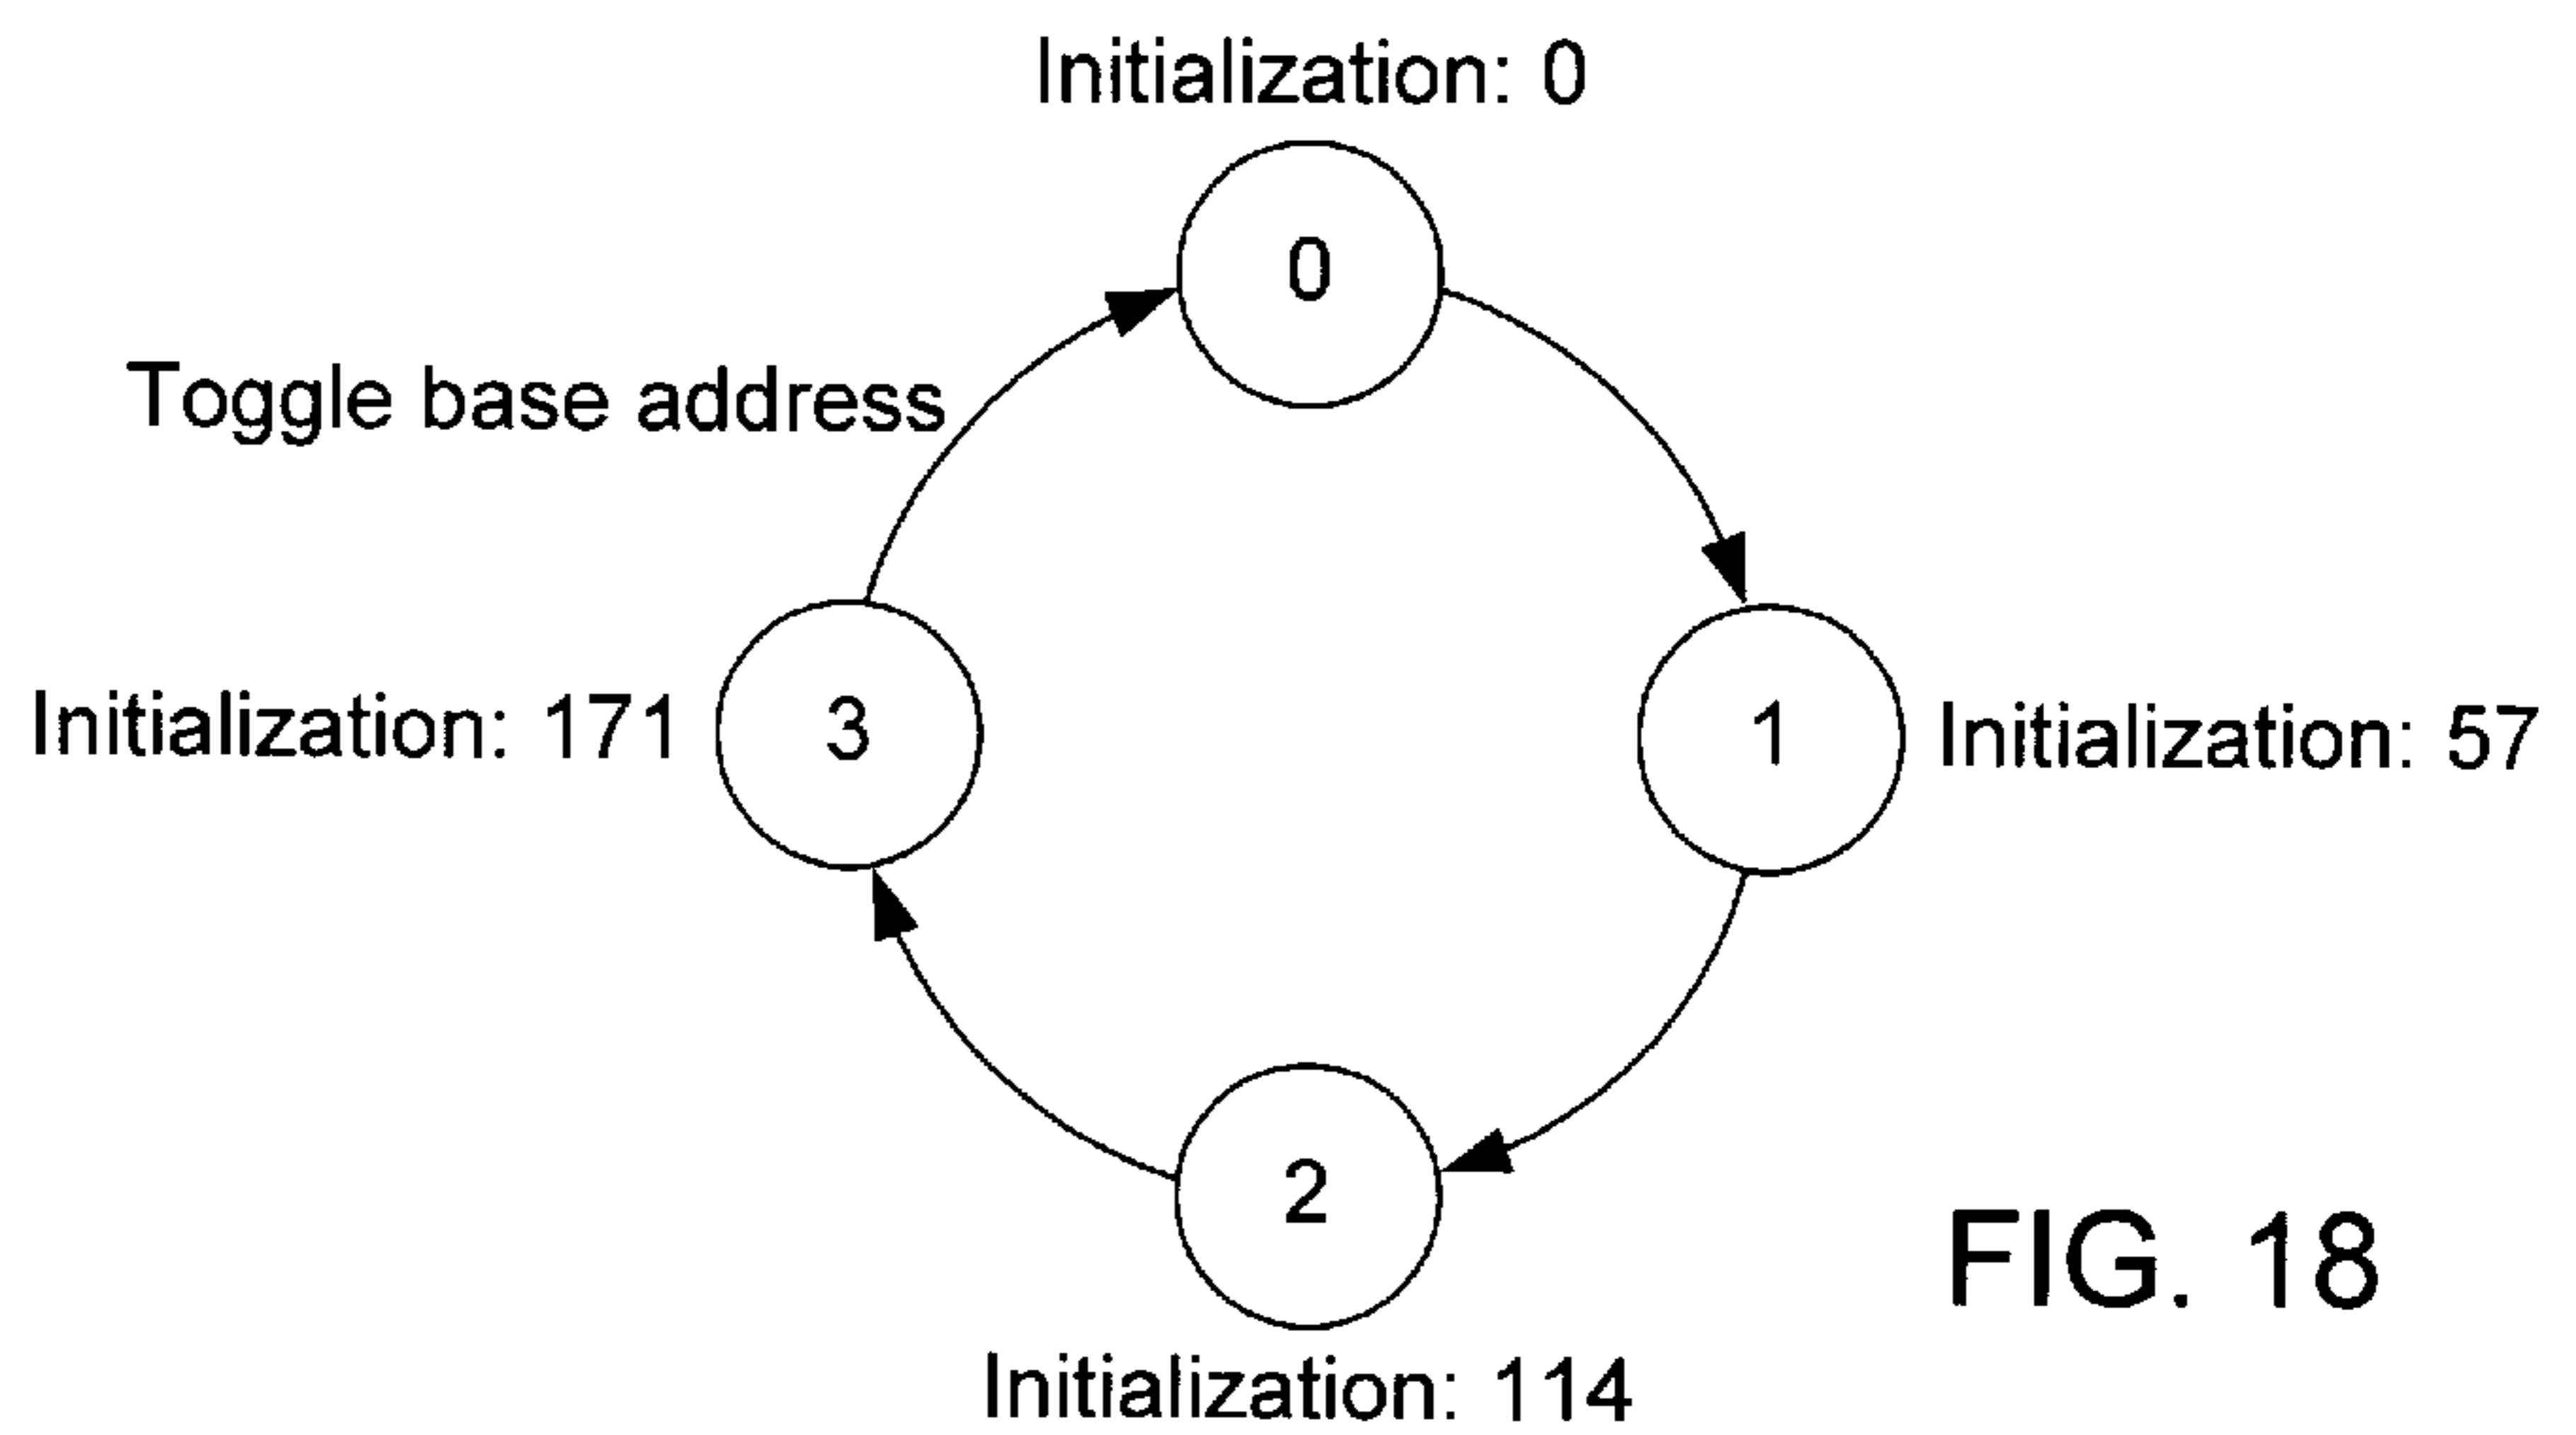 Initialization: 0
0
Toggle base address
Initialization: 171
3
1
Initialization: 57
2
Initialization: 114
FIG. 18